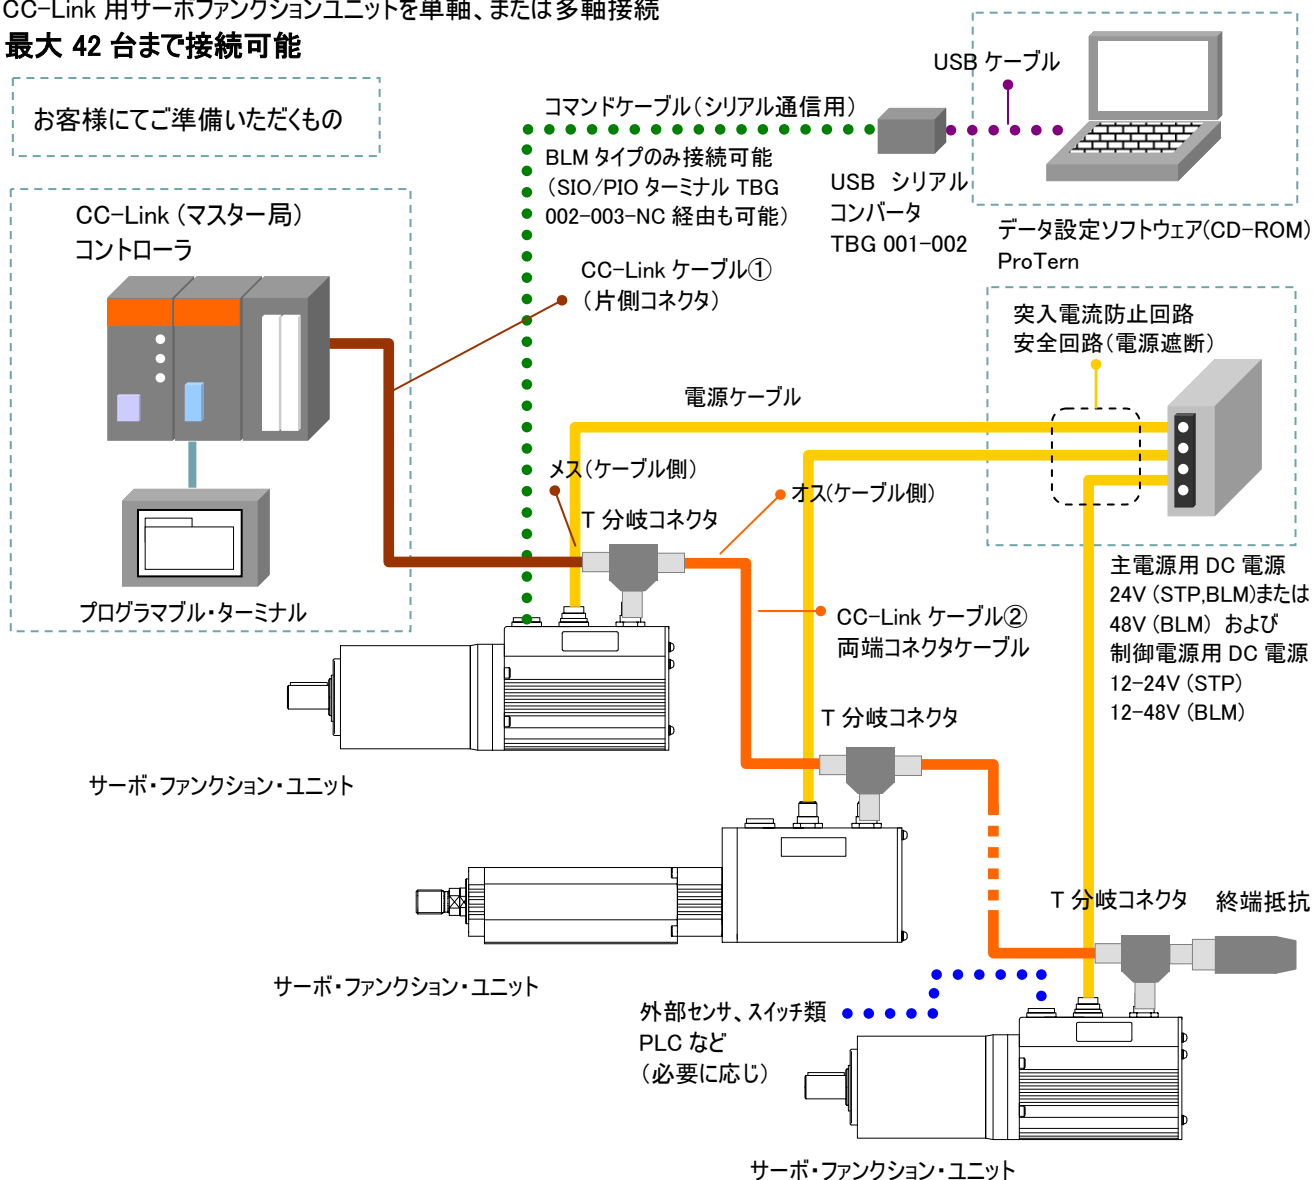 CC-Link 用サーボファンクションユニットを単軸、または多軸接続
最大 42 台まで接続可能
お客様にてご準備いただくもの
CC-Link（マスター局）
コントローラ
プログラマブル・ターミナル
コマンドケーブル（シリアル通信用）
BLM タイプのみ接続可能
（SIO/PIO ターミナル TBG
002-003-NC 経由も可能）
USB ケーブル
USB シリアル
コンバータ
TBG 001-002
データ設定ソフトウェア(CD-ROM)
ProTern
CC-Link ケーブル①
（片側コネクタ）
突入電流防止回路
安全回路（電源遮断）
電源ケーブル
メス（ケーブル側）
オス（ケーブル側）
T 分岐コネクタ
主電源用 DC 電源
24V (STP,BLM)または
48V (BLM) および
制御電源用 DC 電源
12-24V (STP)
12-48V (BLM)
CC-Link ケーブル②
両端コネクタケーブル
T 分岐コネクタ
サーボ・ファンクション・ユニット
T 分岐コネクタ
終端抵抗
サーボ・ファンクション・ユニット
外部センサ、スイッチ類
PLC など
（必要に応じ）
サーボ・ファンクション・ユニット